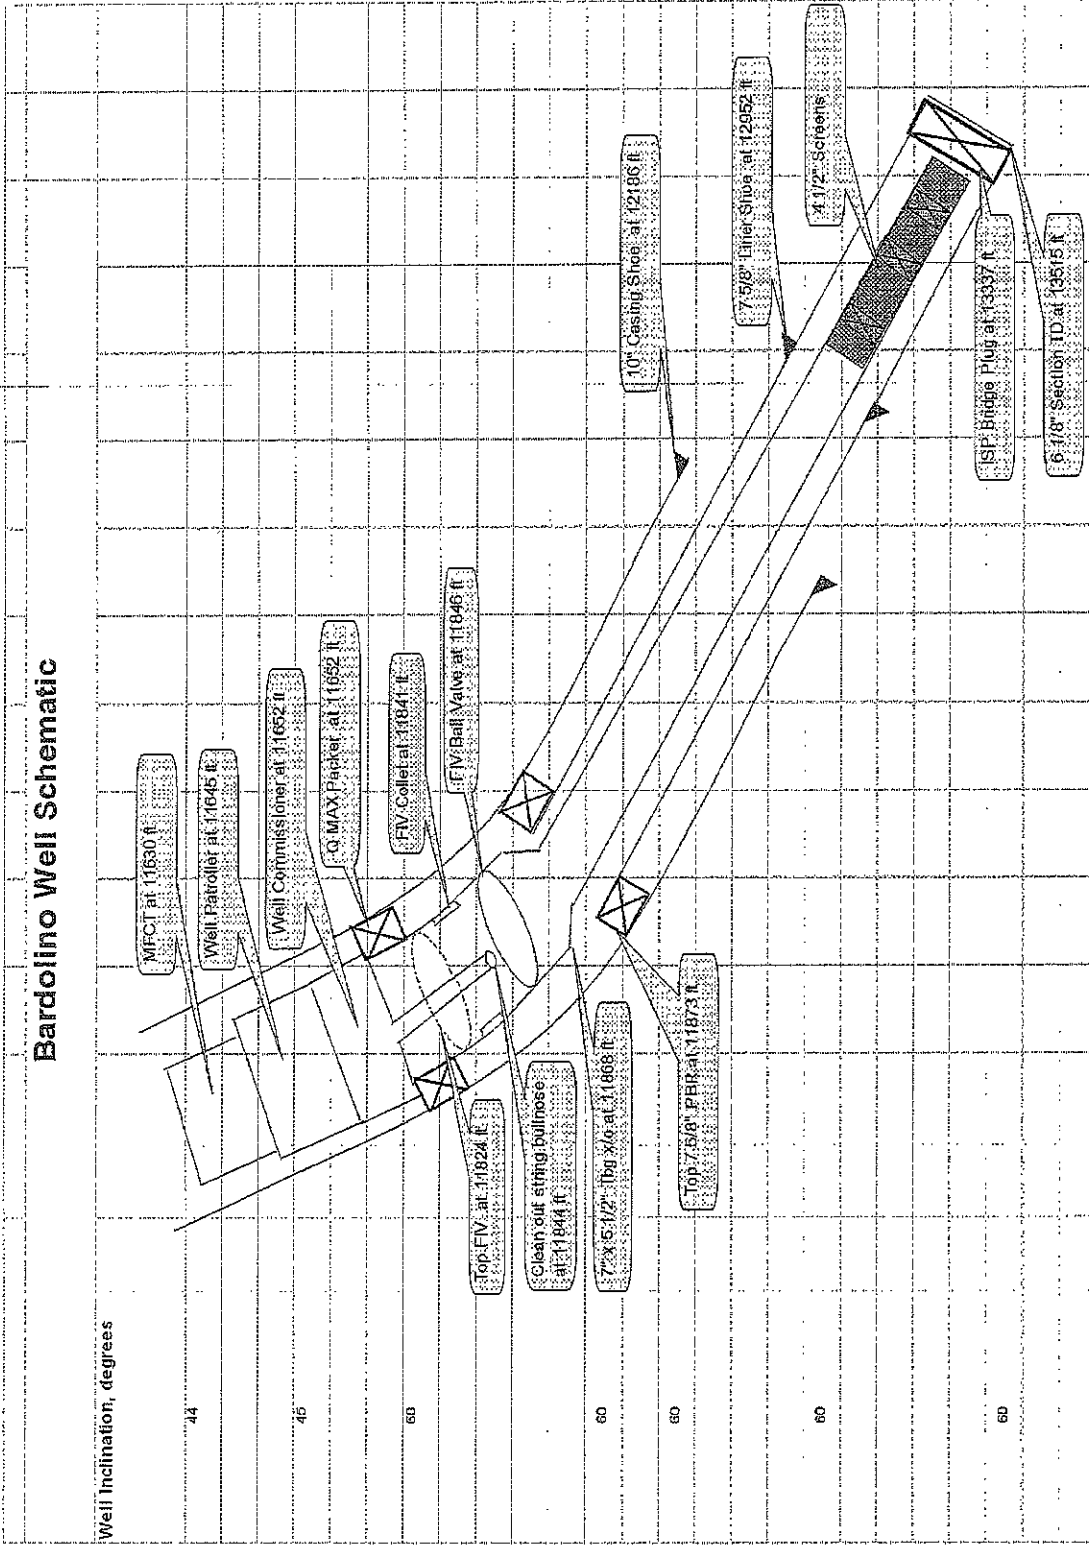 Bardolino Well Schematic
Well Inclination, degrees
44
45
60
60
60
60
60
MFCT at 11630 ft
Well Patroller at 11645 ft
Well Commissioner at 11652 ft
Q MAX Packer at 11652 ft
FIV Collet at 11841 ft
FIV Ball Valve at 11846 ft
10" Casing Shoe at 12186 ft
7 5/8" Liner Shoe at 12952 ft
4 1/2" Screens
Top FIV at 11824 ft
Clean out string bullnose
at 11844 ft
7" x 5 1/2" Tbg x/o at 11868 ft
Top 7 5/8" PBR at 11873 ft
ISP Bridge Plug at 13337 ft
6 1/8" Section TD at 13515 ft